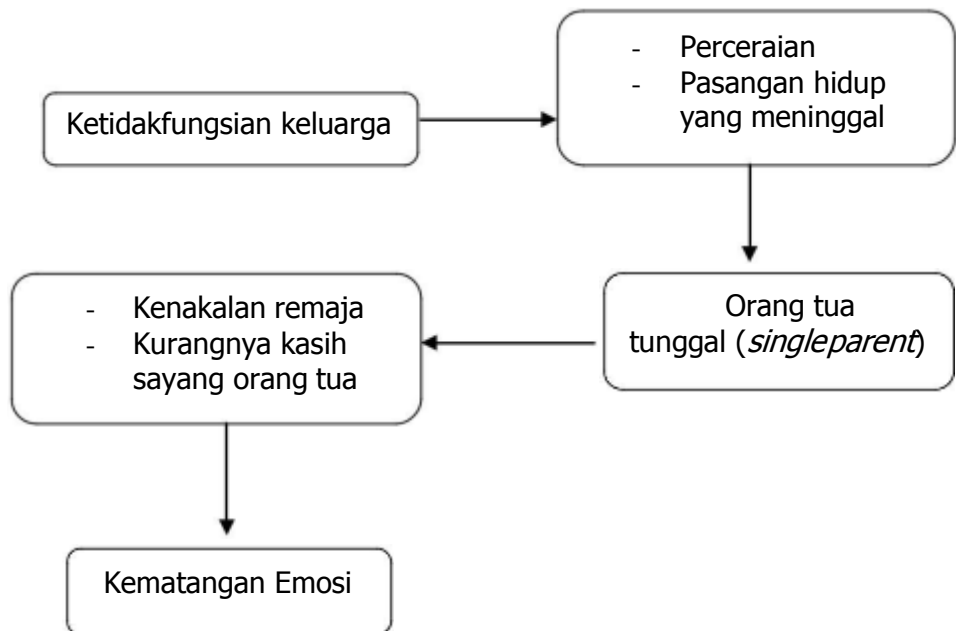 Ketidakfungsian keluarga
- Perceraian
- Pasangan hidup
yang meninggal
Orang tua
tunggal (singleparent)
- Kenakalan remaja
- Kurangnya kasih
sayang orang tua
Kematangan Emosi